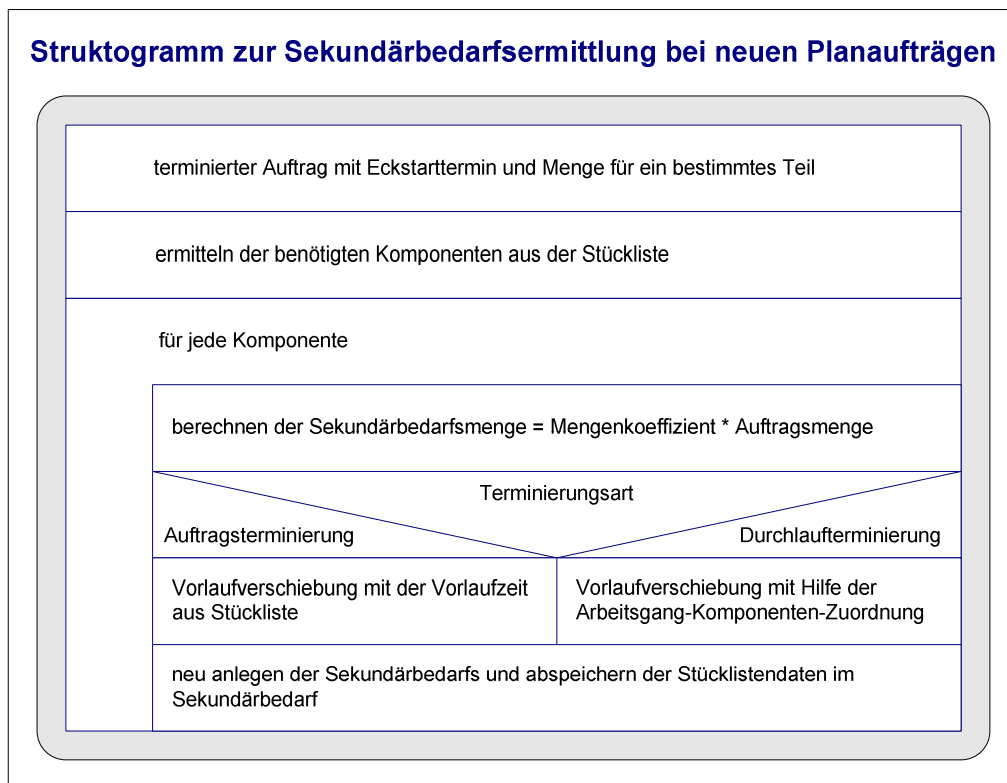 Struktogramm zur Sekundärbedarfsermittlung bei neuen Planaufträgen
terminierter Auftrag mit Eckstarttermin und Menge für ein bestimmtes Teil
ermitteln der benötigten Komponenten aus der Stückliste
für jede Komponente
berechnen der Sekundärbedarfsmenge = Mengenkoeffizient * Auftragsmenge
Terminierungsart
Auftragsterminierung
Durchlaufterminierung
Vorlaufverschiebung mit der Vorlaufzeit
aus Stückliste
Vorlaufverschiebung mit Hilfe der
Arbeitsgang-Komponenten-Zuordnung
neu anlegen der Sekundärbedarfs und abspeichern der Stücklistendaten im
Sekundärbedarf